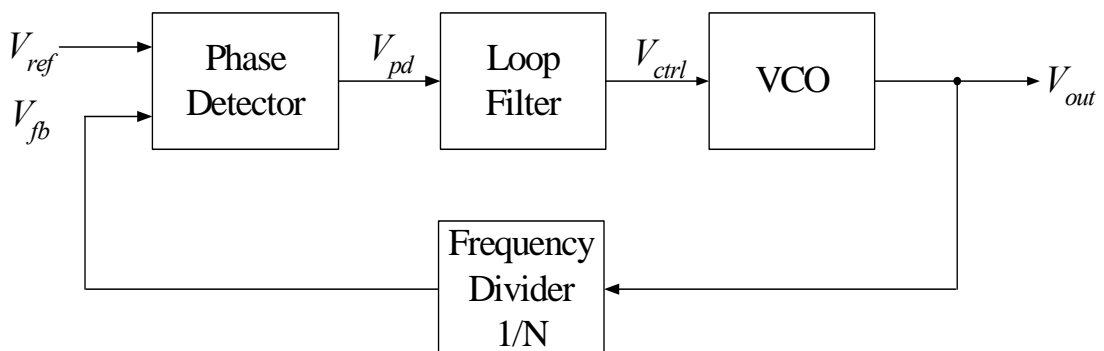 V_ref
V_fb
Phase
Detector
V_pd
Loop
Filter
V_ctrl
VCO
V_out
Frequency
Divider
1/N